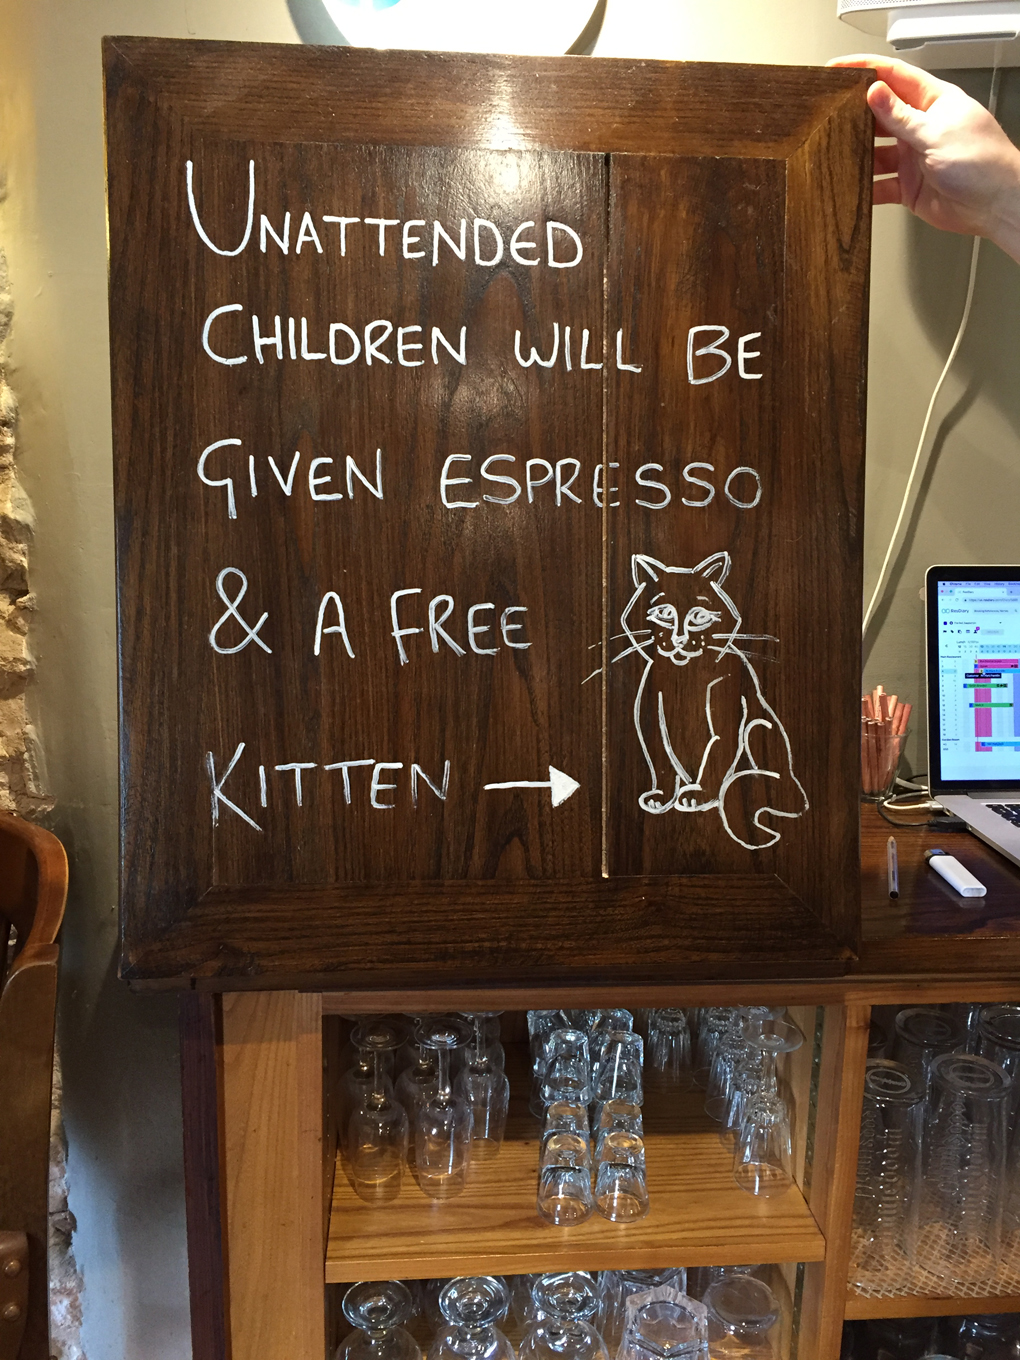 UNATTENDED
CHILDREN WILL BE
GIVEN ESPRESSO
& A FREE
KITTEN →